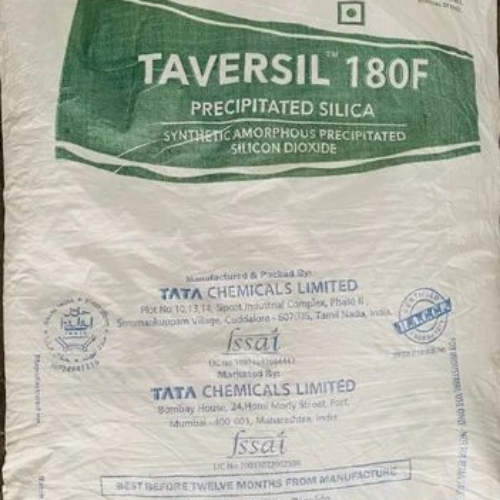 TAVERSIL™ 180F
PRECIPITATED SILICA
SYNTHETIC AMORPHOUS PRECIPITATED
SILICON DIOXIDE
Manufactured & Packed By:
TATA CHEMICALS LIMITED
Plot No 10,13,14, Sipcot Industrial Complex, Phase II,
Village, Cuddalore - 607005, Tamil Nadu, India.
fssai
Marketed By:
TATA CHEMICALS LIMITED
Bombay House, 24, Homi Mody Street, Fort,
Mumbai - 400 001, Maharashtra, India
fssai
CERTIFIED
H.A.C.C.P.
BEST BEFORE TWELVE MONTHS FROM MANUFACTURE